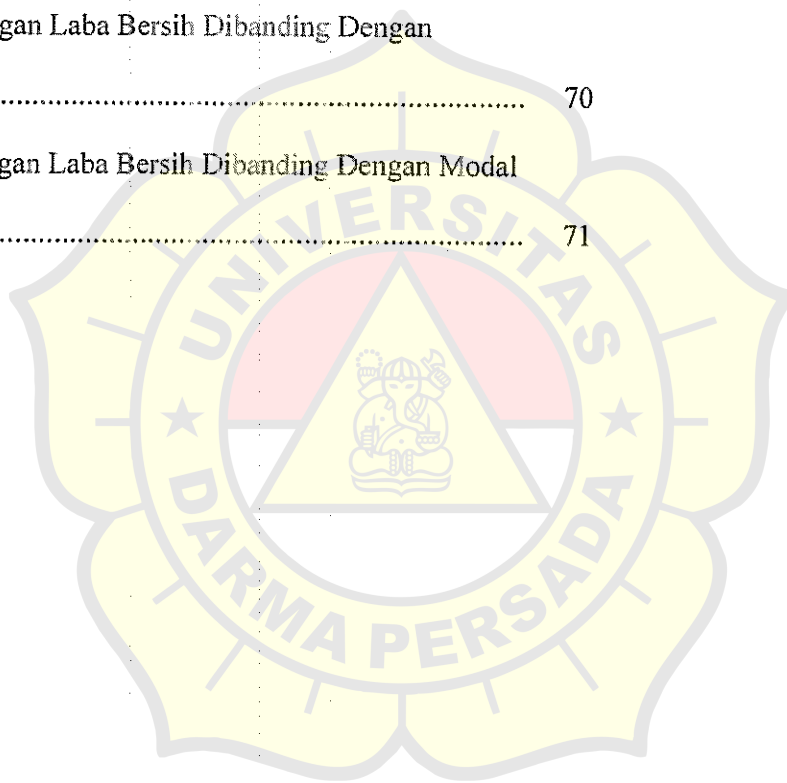 gan Laba Bersih Dibanding Dengan
........................................................................ 70
gan Laba Bersih Dibanding Dengan Modal
........................................................................ 71
UNIVERSITAS
DARMA PERSADA